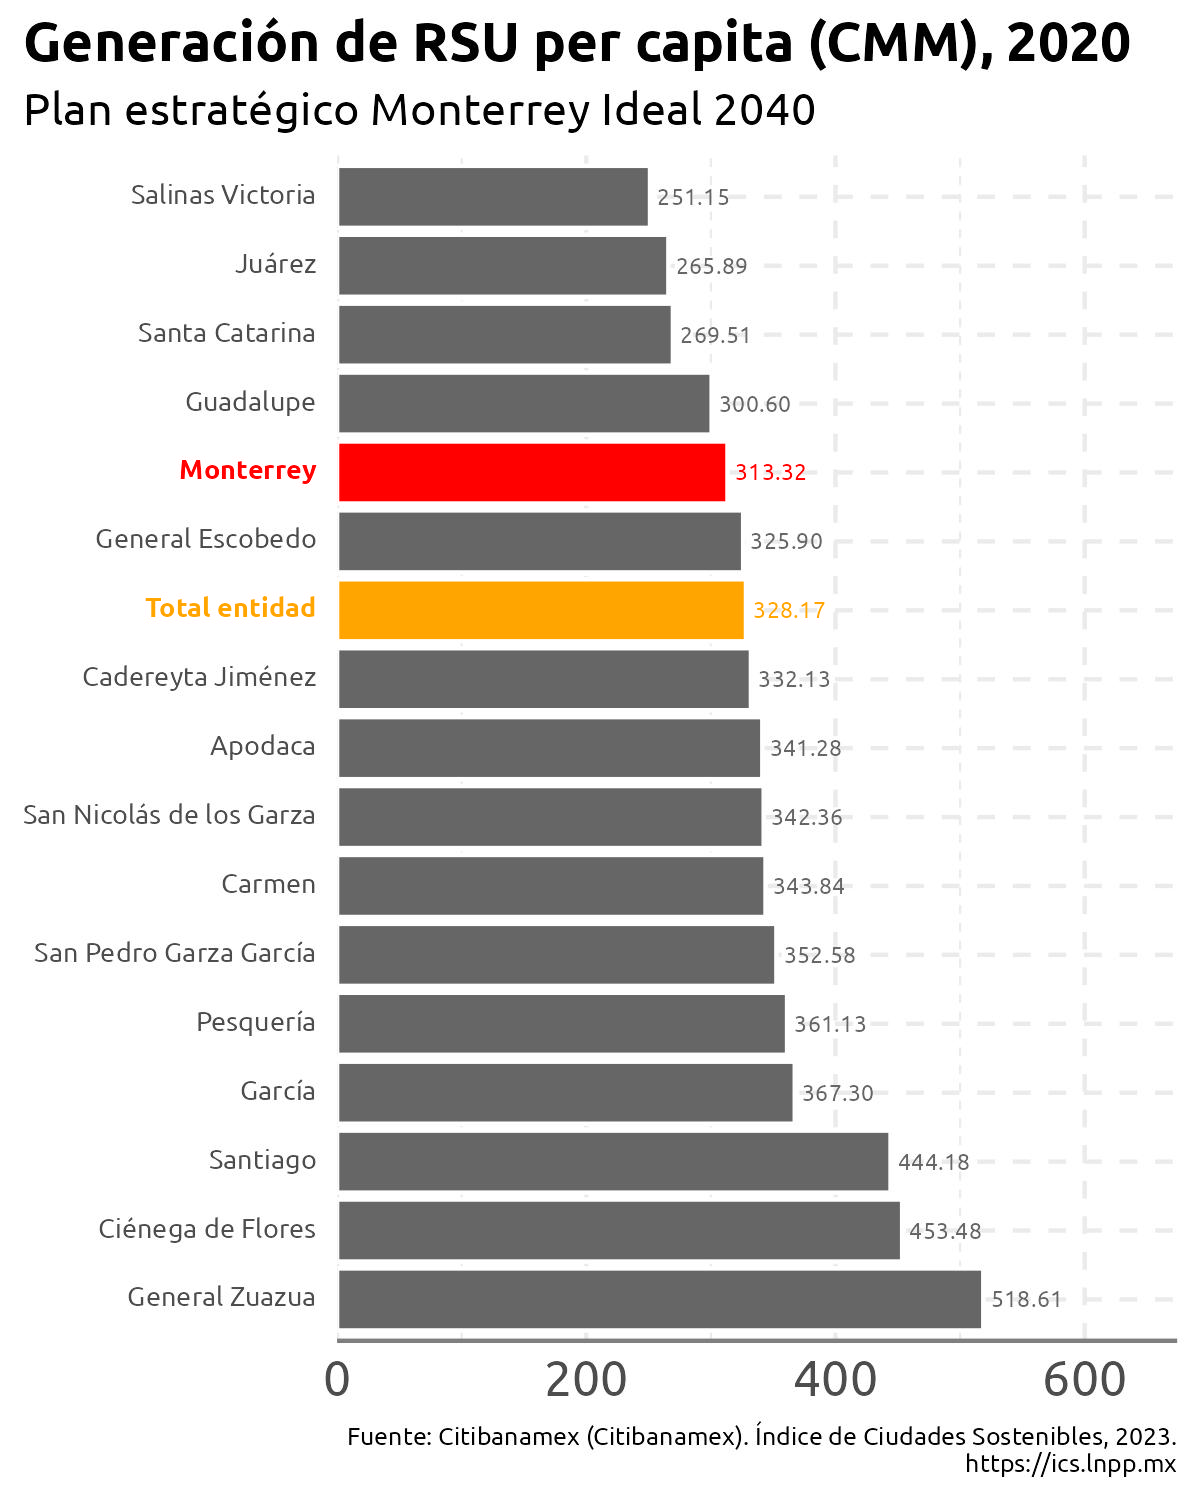 Generación de RSU per capita (CMM), 2020
Plan estratégico Monterrey Ideal 2040
Salinas Victoria 251.15
Juárez 265.89
Santa Catarina 269.51
Guadalupe 300.60
Monterrey 313.32
General Escobedo 325.90
Total entidad 328.17
Cadereyta Jiménez 332.13
Apodaca 341.28
San Nicolás de los Garza 342.36
Carmen 343.84
San Pedro Garza García 352.58
Pesquería 361.13
García 367.30
Santiago 444.18
Ciénega de Flores 453.48
General Zuazua 518.61
0 200 400 600
Fuente: Citibanamex (Citibanamex). Índice de Ciudades Sostenibles, 2023.
https://ics.lnpp.mx